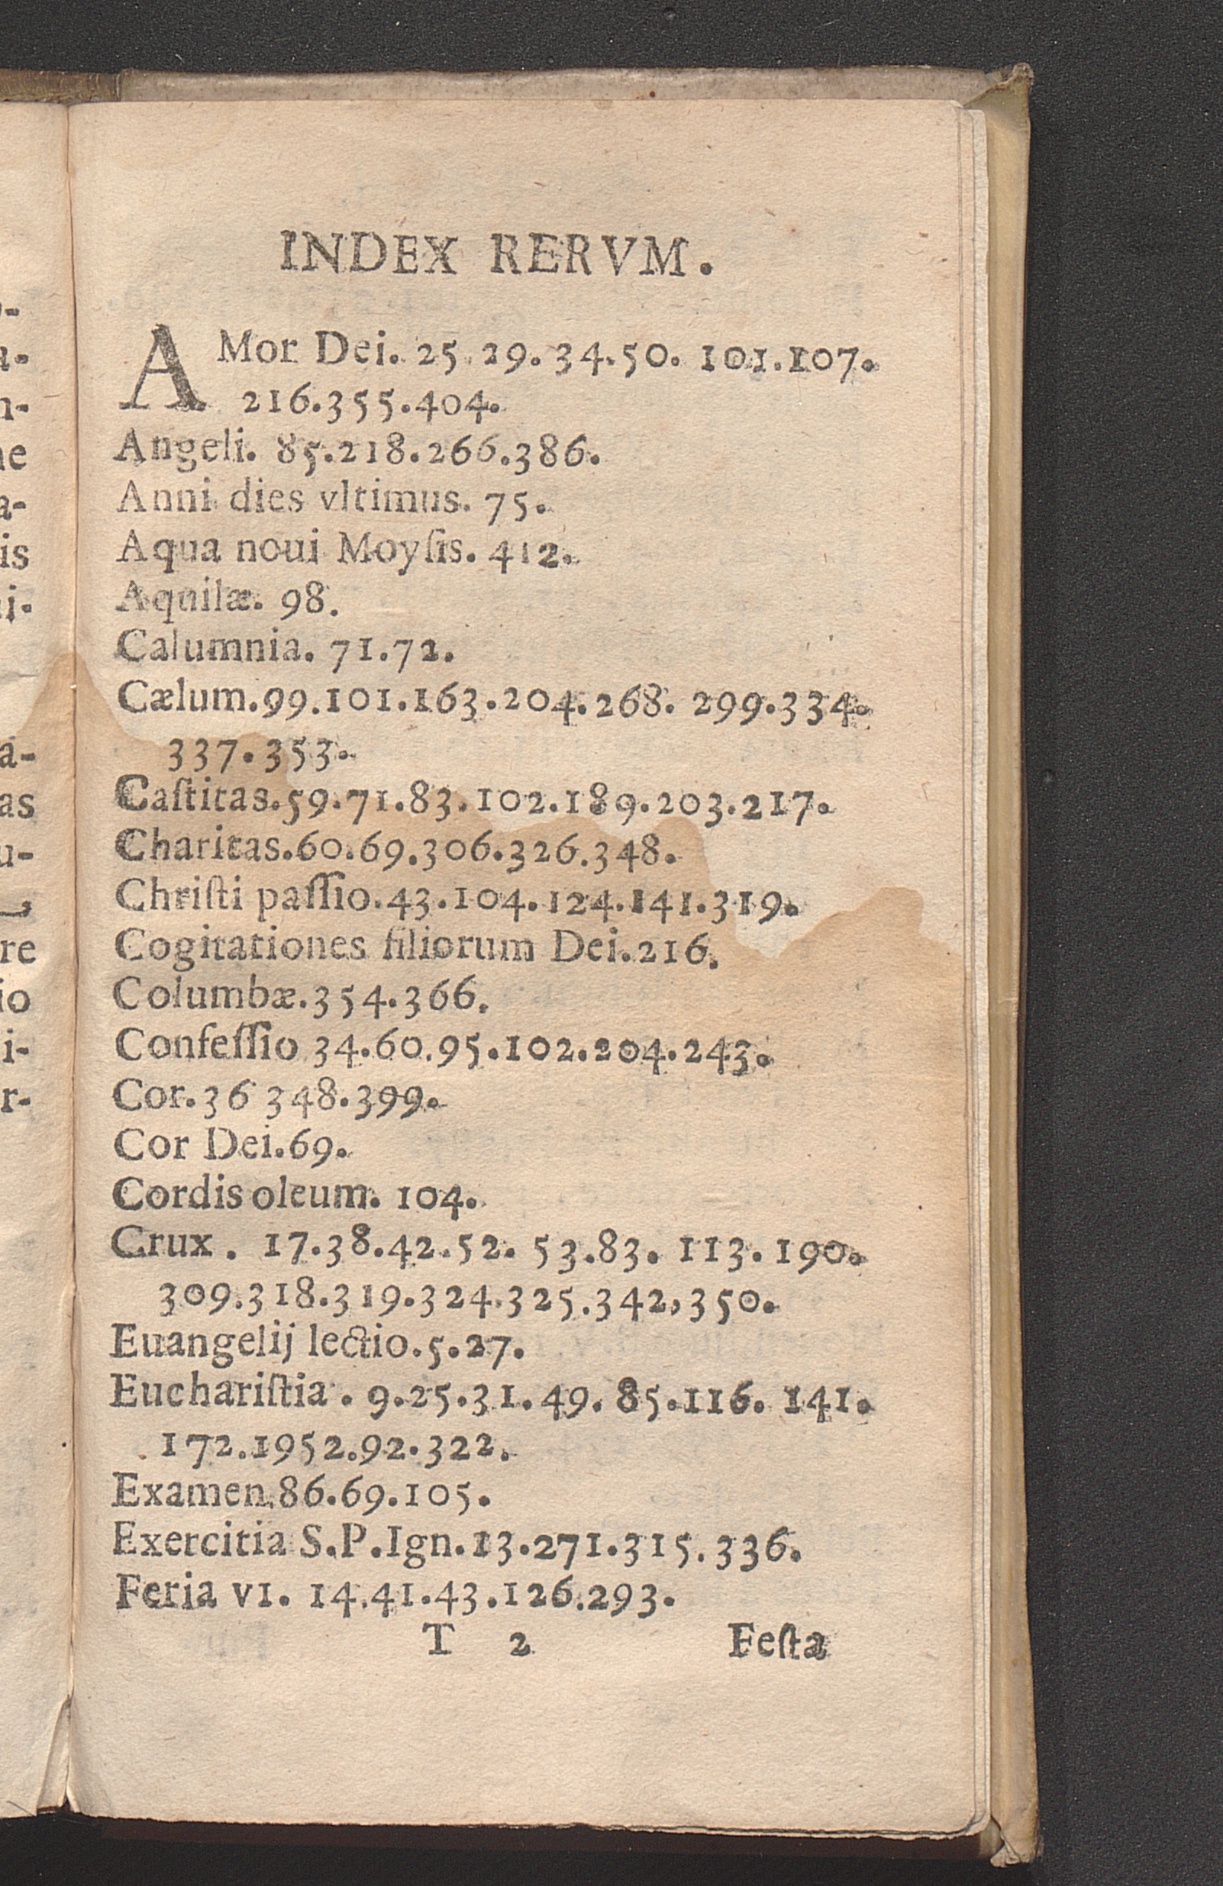 INDEX RERVM.
AMor Dei. 25.29.34.50. 101.107.
216.355.404.
Angeli. 85.218.266.386.
Anni dies vltimus. 75.
Aqua noui Moyſis. 412.
Aquilæ. 98.
Calumnia. 71.72.
Cælum.99.101.163.204.268. 299.334.
337.353.
Caſtitas.59.71.83.102.189.203.217.
Charitas.60.69.306.326.348.
Chriſti paſſio.43.104.124.141.319.
Cogitationes filiorum Dei.216.
Columbæ.354.366.
Confeſſio 34.60.95.102.204.243.
Cor.36 348.399.
Cor Dei.69.
Cordis oleum. 104.
Crux . 17.38.42.52. 53.83. 113.190.
309.318.319.324.325.342,350.
Euangelij lectio.5.27.
Euchariſtia . 9.25.31.49. 85.116. 141.
172.1952.92.322.
Examen.86.69.105.
Exercitia S.P.Ign.13.271.315.336.
Feria VI. 14.41.43.126.293.
T 2 Feſta